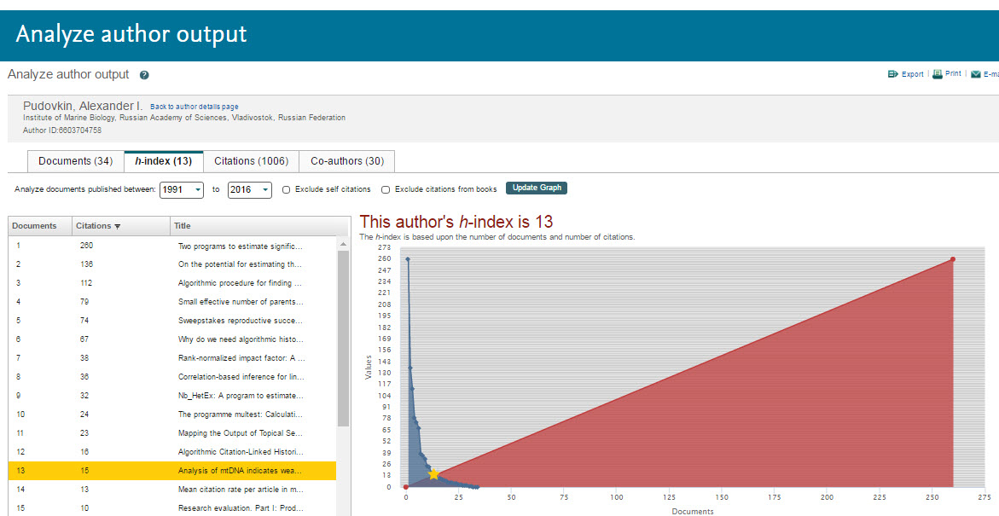 Analyze author output
Analyze author output ?
Export | Print | E-ma
Pudovkin, Alexander I. Back to author details page
Institute of Marine Biology, Russian Academy of Sciences, Vladivostok, Russian Federation
Author ID:6603704758
Documents (34) h-index (13) Citations (1006) Co-authors (30)
Analyze documents published between: 1991 to 2016 Exclude self citations Exclude citations from books Update Graph
Documents Citations Title
1 260 Two programs to estimate signific...
2 136 On the potential for estimating th...
3 112 Algorithmic procedure for finding ...
4 79 Small effective number of parents...
5 74 Sweepstakes reproductive succe...
6 67 Why do we need algorithmic histo...
7 38 Rank-normalized impact factor: A ...
8 36 Correlation-based inference for lin...
9 32 Nb_HetEx: A program to estimate...
10 24 The programme multest: Calculati...
11 23 Mapping the Output of Topical Se...
12 16 Algorithmic Citation-Linked Histori...
13 15 Analysis of mtDNA indicates wea...
14 13 Mean citation rate per article in m...
15 10 Research evaluation. Part I: Prod...
This author's h-index is 13
The h-index is based upon the number of documents and number of citations.
273
260
247
234
221
208
195
182
169
156
143
130
117
104
91
78
65
52
39
26
13
0
Values
0 25 50 75 100 125 150 175 200 225 250 275
Documents